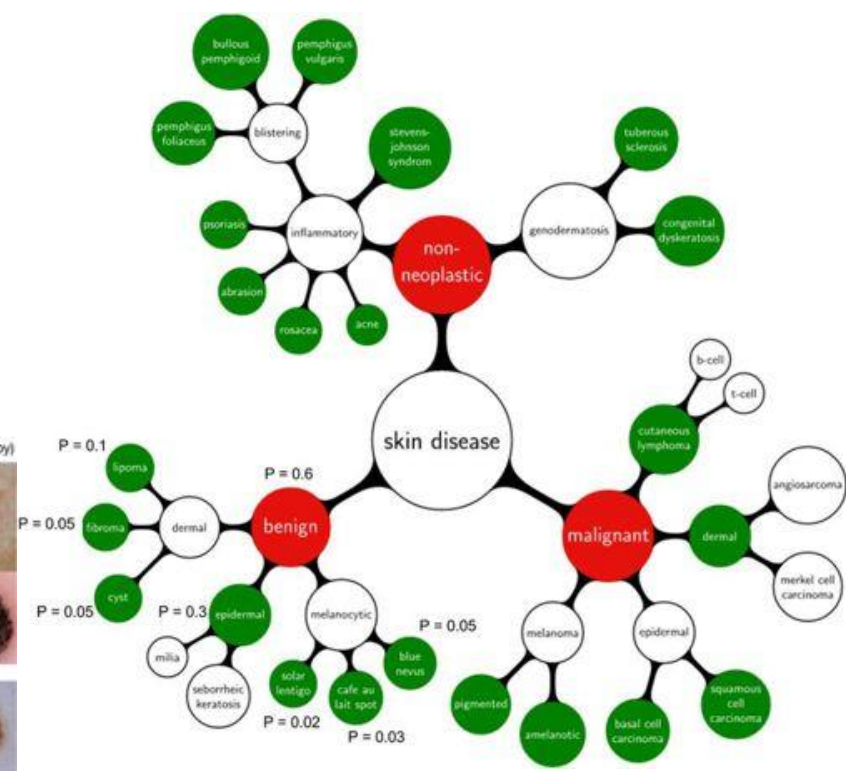 bullous
pemphigoid
pemphigus
vulgaris
pemphigus
foliaceus
blistering
stevens-
johnson
syndrom
tuberous
sclerosis
psoriasis
inflammatory
non-
neoplastic
genodermatosis
congenital
dyskeratosis
abrasion
rosacea
acne
b-cell
t-cell
skin disease
cutaneous
lymphoma
P = 0.1
lipoma
P = 0.6
angiosarcoma
P = 0.05
fibroma
dermal
benign
malignant
dermal
merkel cell
carcinoma
cyst
P = 0.05
P = 0.3
epidermal
melanocytic
P = 0.05
melanoma
epidermal
milia
seborrheic
keratosis
solar
lentigo
cafe au
lait spot
blue
nevus
P = 0.02
P = 0.03
pigmented
amelanotic
basal cell
carcinoma
squamous
cell
carcinoma